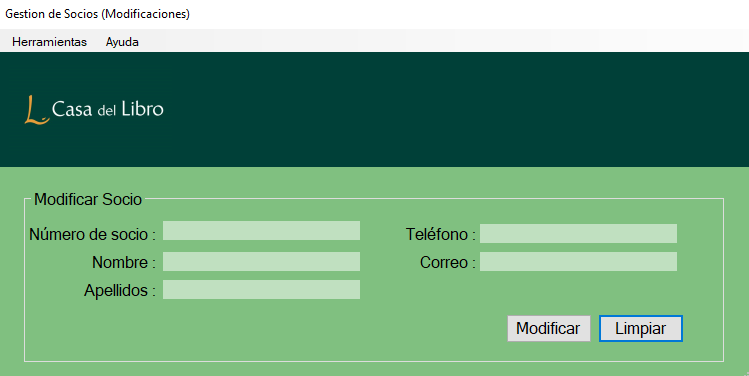 Gestion de Socios (Modificaciones)
Herramientas Ayuda
Casa del Libro
Modificar Socio
Número de socio : Teléfono :
Nombre : Correo :
Apellidos :
Modificar Limpiar